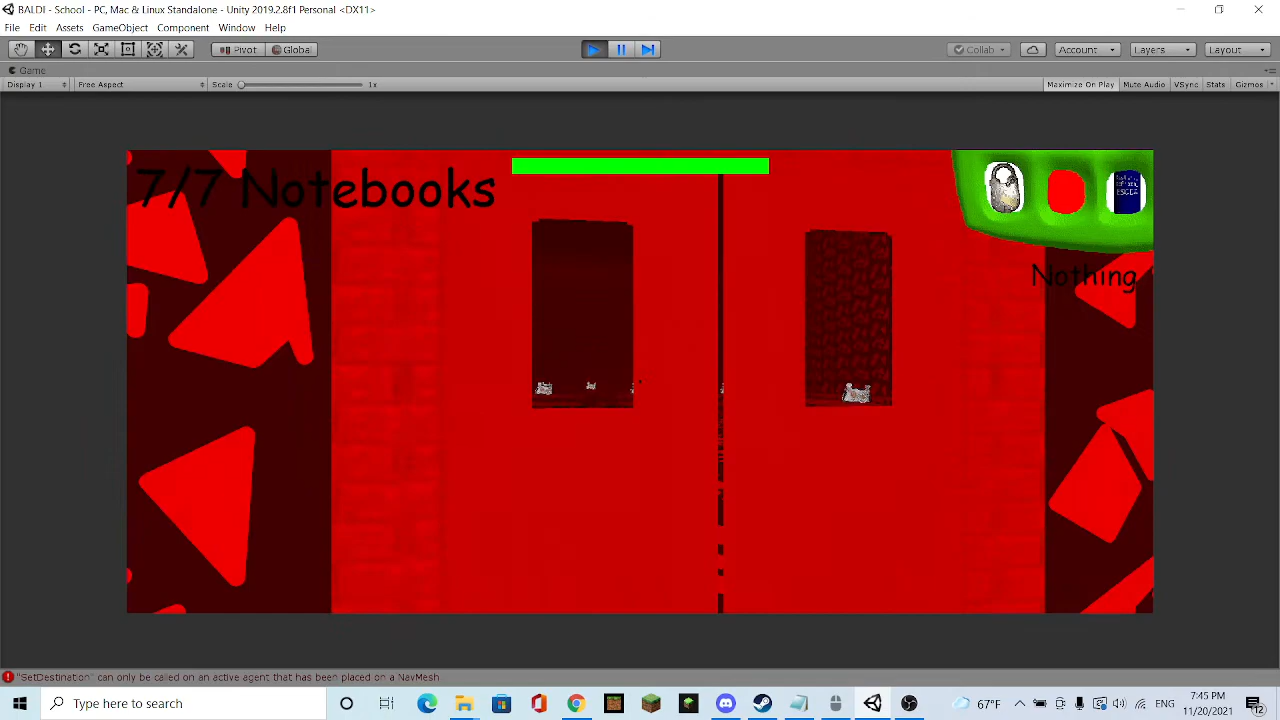 BALDI - School - PC, Mac & Linux Standalone - Unity 2019.2.8f1 Personal <DX11>
File Edit Assets GameObject Component Window Help
Pivot Global Collab Account Layers Layout
Game
Display 1 Free Aspect Scale 1x Maximize On Play Mute Audio VSync Stats Gizmos
7/7 Notebooks
Nothing
"SetDestination" can only be called on an active agent that has been placed on a NavMesh
Type here to search
67°F ENG 7:45 PM
11/20/2021
12